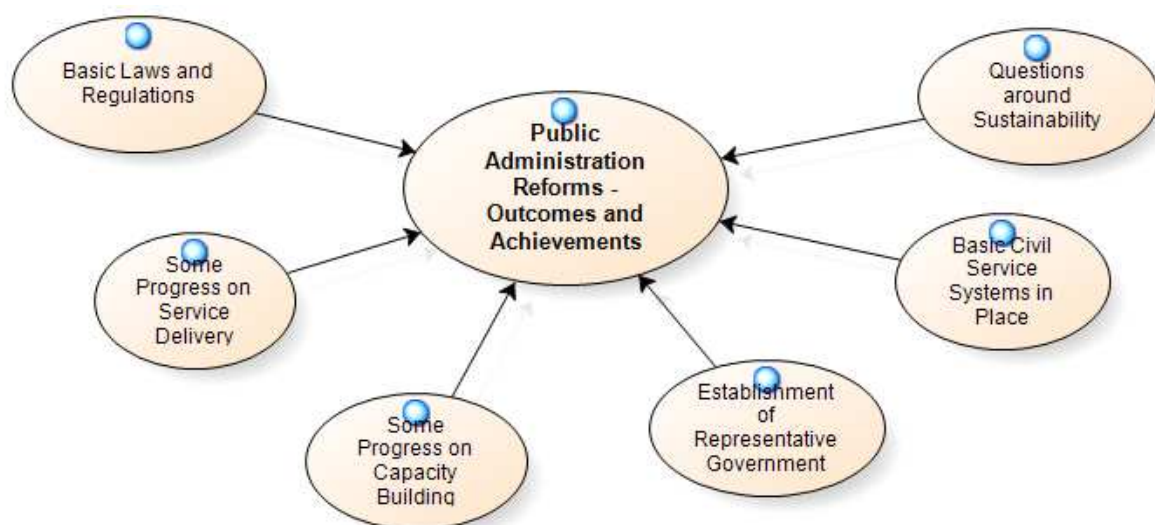 Basic Laws and
Regulations
Public
Administration
Reforms -
Outcomes and
Achievements
Questions
around
Sustainability
Some
Progress on
Service
Delivery
Basic Civil
Service
Systems in
Place
Some
Progress on
Capacity
Building
Establishment
of
Representative
Government